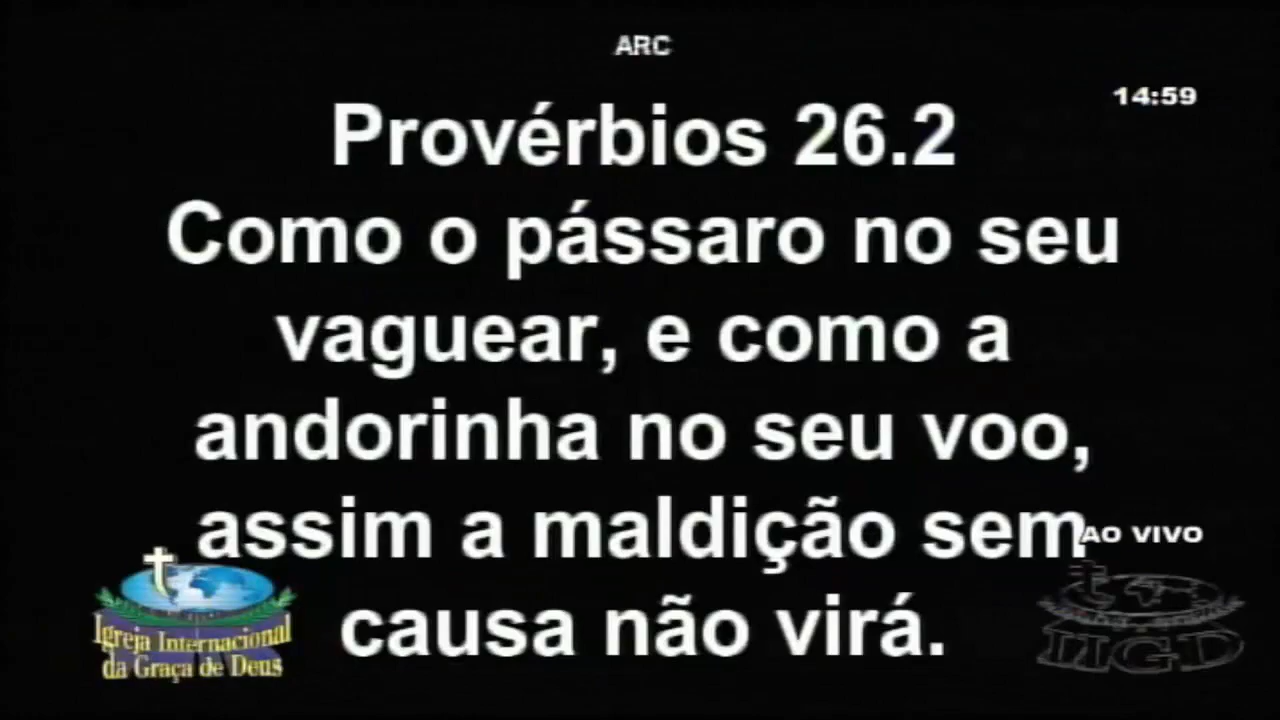 ARC
14:59
Provérbios 26.2
Como o pássaro no seu
vaguear, e como a
andorinha no seu voo,
assim a maldição sem
AO VIVO
causa não virá.
Igreja Internacional
da Graça de Deus
IIGD